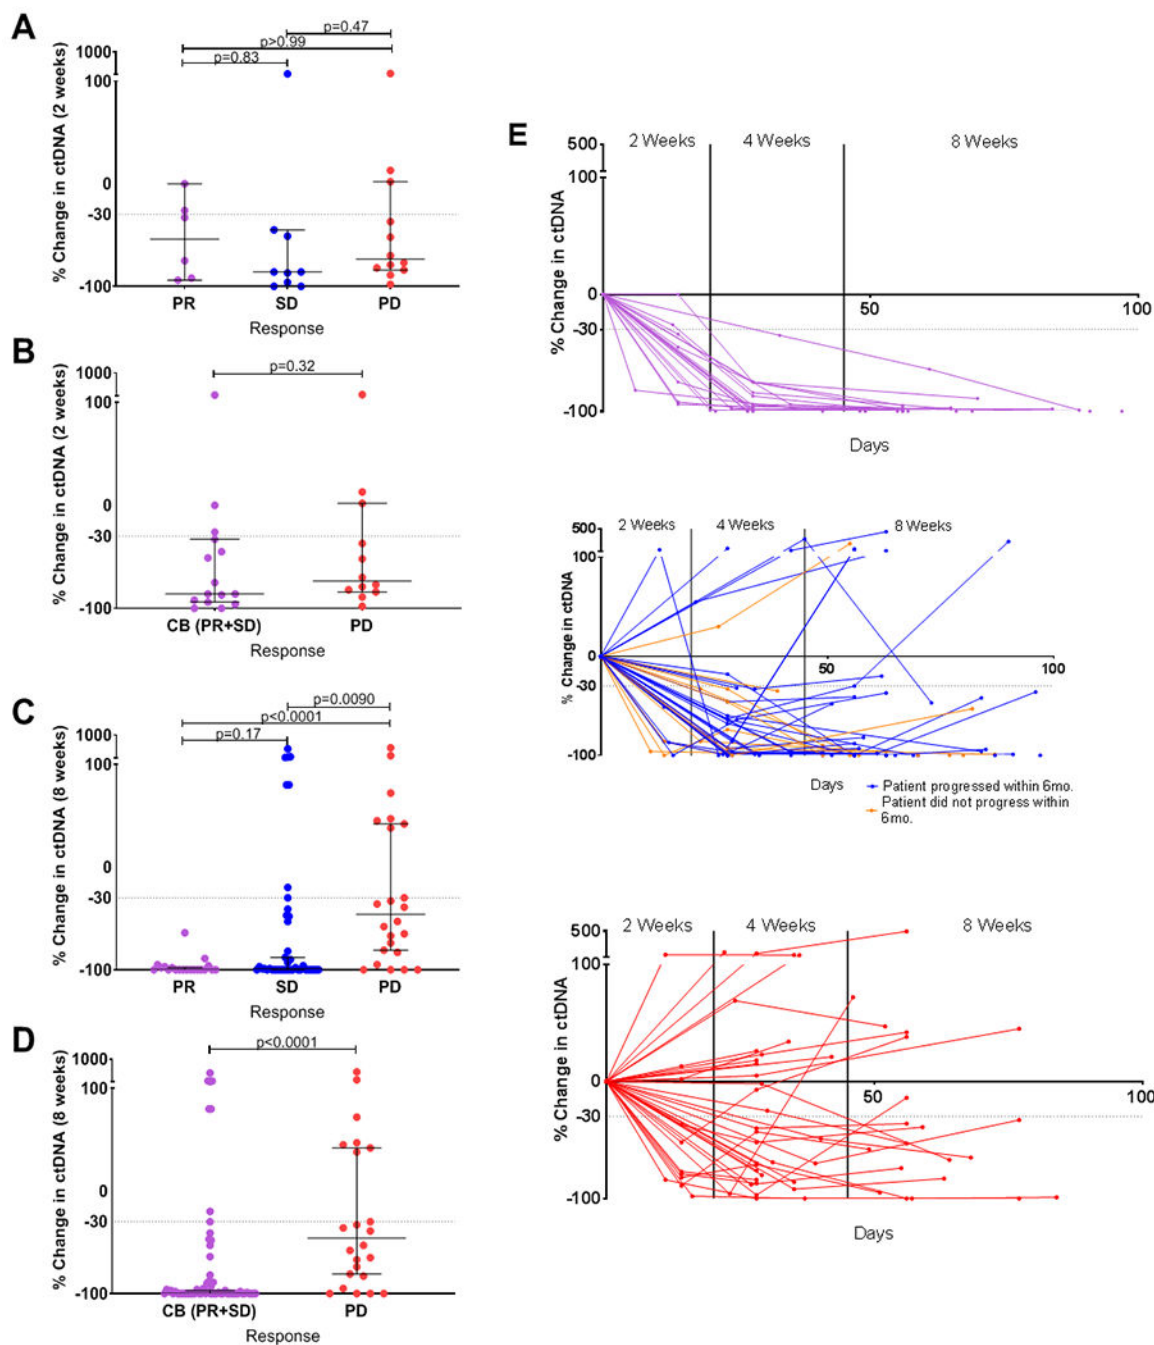 A
p=0.47
p>0.99
p=0.83
% Change in ctDNA (2 weeks)
1000
100
0
-30
-100
PR SD PD
Response
B
p=0.32
% Change in ctDNA (2 weeks)
1000
100
0
-30
-100
CB (PR+SD) PD
Response
C
p=0.0090
p<0.0001
p=0.17
% Change in ctDNA (8 weeks)
1000
100
0
-30
-100
PR SD PD
Response
D
p<0.0001
% Change in ctDNA (8 weeks)
1000
100
0
-30
-100
CB (PR+SD) PD
Response
E
2 Weeks 4 Weeks 8 Weeks
% Change in ctDNA
500
100
0
-30
-100
50 100
Days
2 Weeks 4 Weeks 8 Weeks
% Change in ctDNA
500
100
0
-30
-100
50 100
Days
Patient progressed within 6mo.
Patient did not progress within
6mo.
2 Weeks 4 Weeks 8 Weeks
% Change in ctDNA
500
100
0
-30
-100
50 100
Days